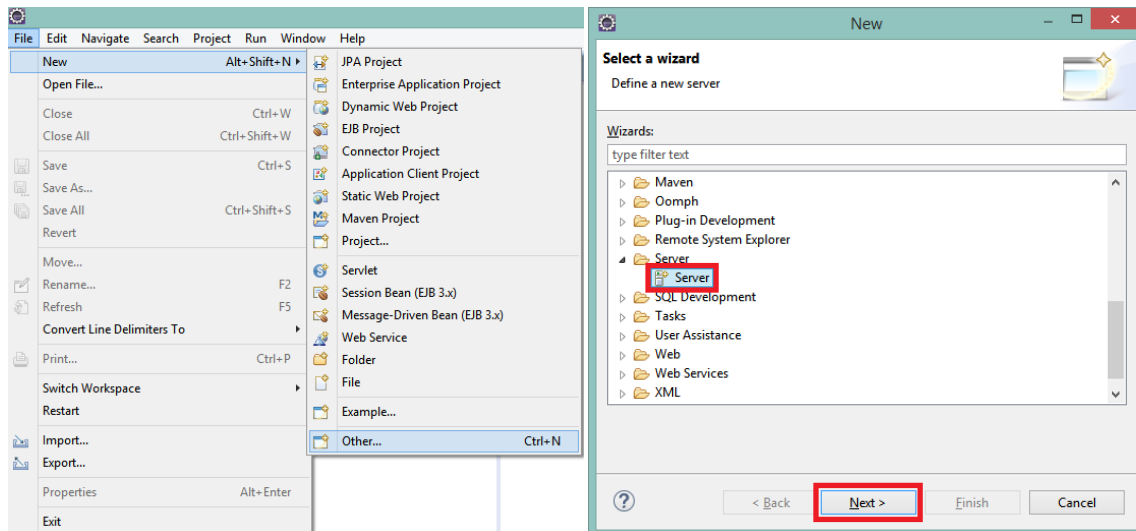 File Edit Navigate Search Project Run Window Help
New Alt+Shift+N
Open File...
Close Ctrl+W
Close All Ctrl+Shift+W
Save Ctrl+S
Save As...
Save All Ctrl+Shift+S
Revert
Move...
Rename... F2
Refresh F5
Convert Line Delimiters To
Print... Ctrl+P
Switch Workspace
Restart
Import...
Export...
Properties Alt+Enter
Exit
JPA Project
Enterprise Application Project
Dynamic Web Project
EJB Project
Connector Project
Application Client Project
Static Web Project
Maven Project
Project...
Servlet
Session Bean (EJB 3.x)
Message-Driven Bean (EJB 3.x)
Web Service
Folder
File
Example...
Other... Ctrl+N
New
Select a wizard
Define a new server
Wizards:
type filter text
Maven
Oomph
Plug-in Development
Remote System Explorer
Server
Server
SQL Development
Tasks
User Assistance
Web
Web Services
XML
< Back Next > Finish Cancel